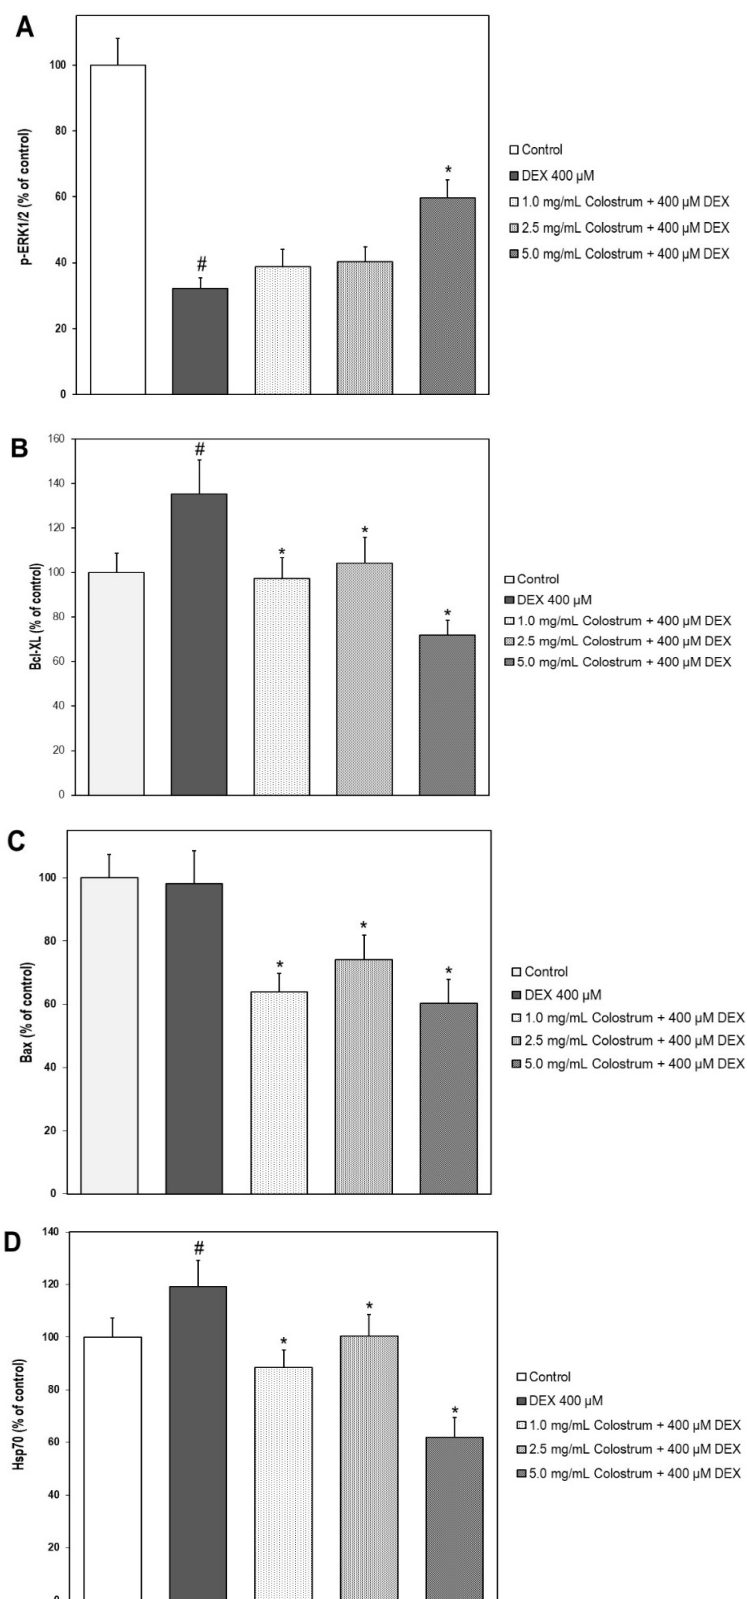 A
p-ERK1/2 (% of control)
100
80
60
40
20
0
#
*
Control
DEX 400 µM
1.0 mg/mL Colostrum + 400 µM DEX
2.5 mg/mL Colostrum + 400 µM DEX
5.0 mg/mL Colostrum + 400 µM DEX
B
Bcl-XL (% of control)
160
140
120
100
80
60
40
20
0
#
*
*
*
Control
DEX 400 µM
1.0 mg/mL Colostrum + 400 µM DEX
2.5 mg/mL Colostrum + 400 µM DEX
5.0 mg/mL Colostrum + 400 µM DEX
C
Bax (% of control)
100
80
60
40
20
0
*
*
*
Control
DEX 400 µM
1.0 mg/mL Colostrum + 400 µM DEX
2.5 mg/mL Colostrum + 400 µM DEX
5.0 mg/mL Colostrum + 400 µM DEX
D
Hsp70 (% of control)
140
120
100
80
60
40
20
0
#
*
*
*
Control
DEX 400 µM
1.0 mg/mL Colostrum + 400 µM DEX
2.5 mg/mL Colostrum + 400 µM DEX
5.0 mg/mL Colostrum + 400 µM DEX